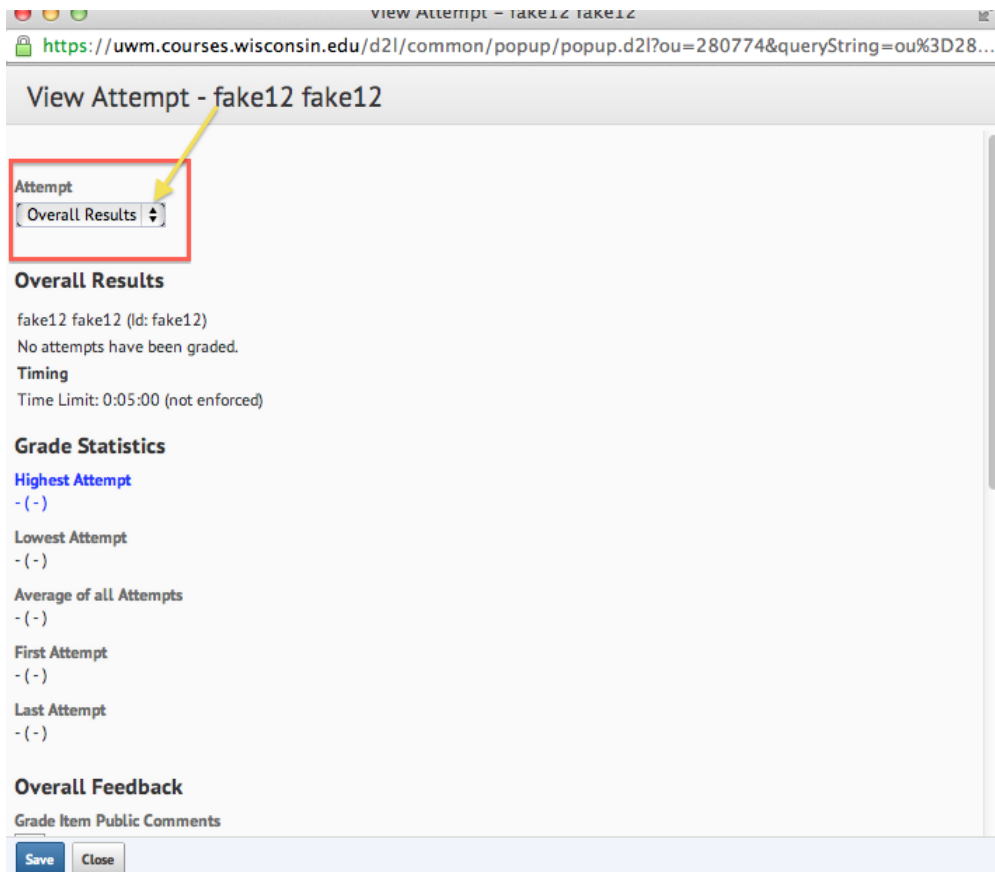 View Attempt – fake12 fake12
https://uwm.courses.wisconsin.edu/d2l/common/popup/popup.d2l?ou=280774&queryString=ou%3D28...
View Attempt - fake12 fake12
Attempt
Overall Results
Overall Results
fake12 fake12 (Id: fake12)
No attempts have been graded.
Timing
Time Limit: 0:05:00 (not enforced)
Grade Statistics
Highest Attempt
- ( - )
Lowest Attempt
- ( - )
Average of all Attempts
- ( - )
First Attempt
- ( - )
Last Attempt
- ( - )
Overall Feedback
Grade Item Public Comments
Save Close